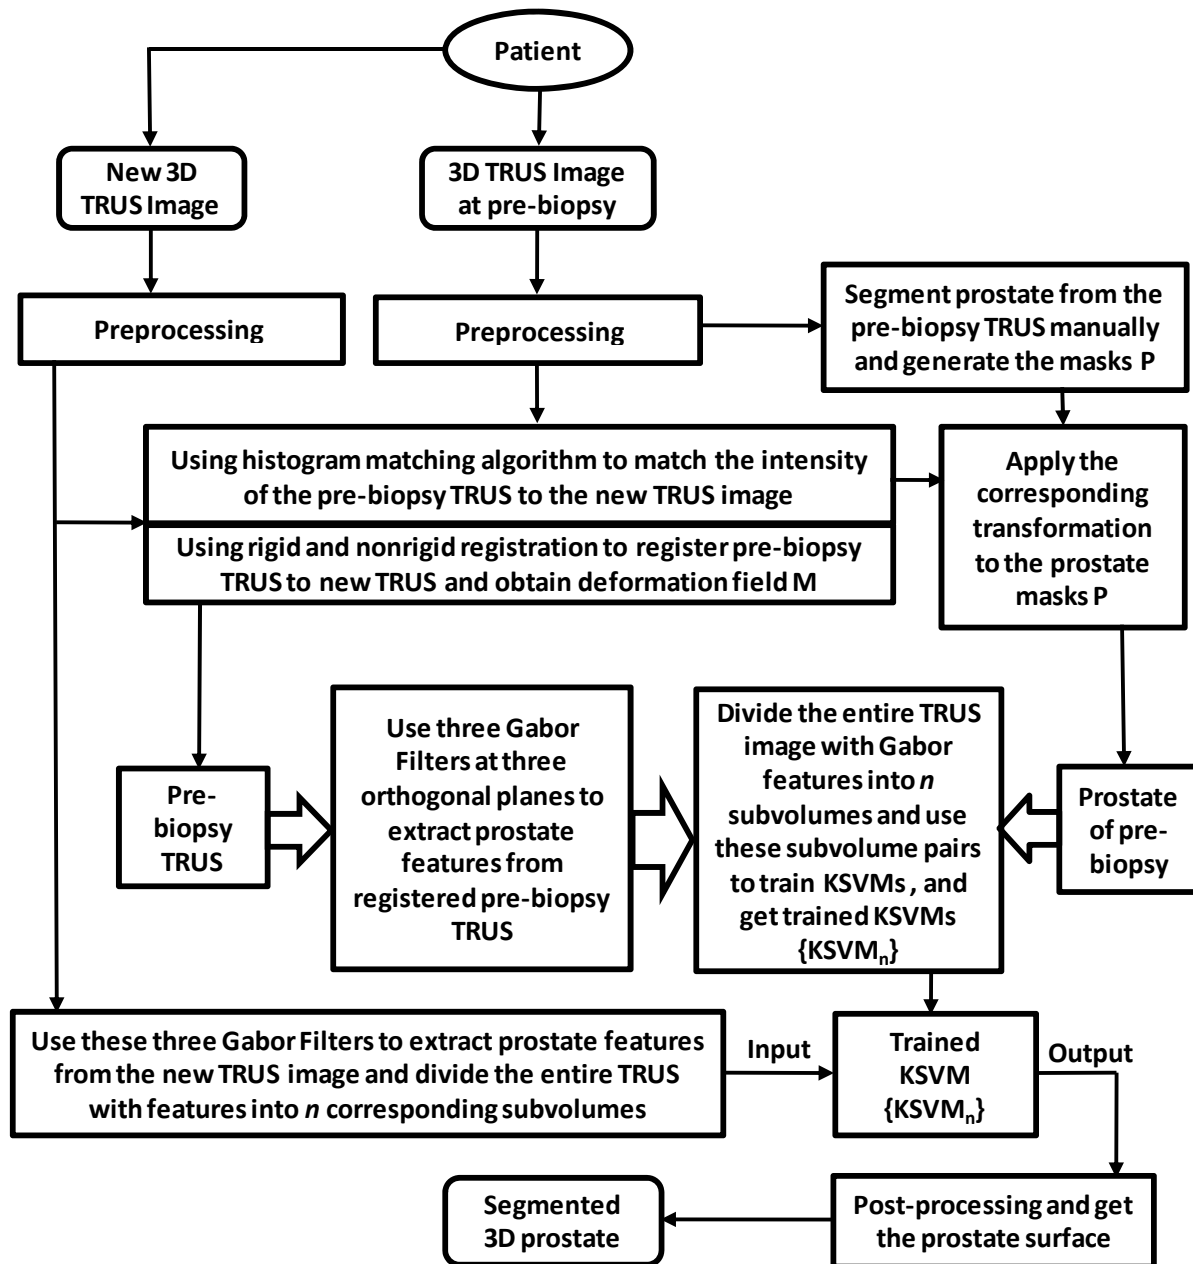 Patient
New 3D
TRUS Image
3D TRUS Image
at pre-biopsy
Preprocessing
Preprocessing
Segment prostate from the
pre-biopsy TRUS manually
and generate the masks P
Using histogram matching algorithm to match the intensity
of the pre-biopsy TRUS to the new TRUS image
Using rigid and nonrigid registration to register pre-biopsy
TRUS to new TRUS and obtain deformation field M
Apply the
corresponding
transformation
to the prostate
masks P
Pre-
biopsy
TRUS
Use three Gabor
Filters at three
orthogonal planes to
extract prostate
features from
registered pre-biopsy
TRUS
Divide the entire TRUS
image with Gabor
features into n
subvolumes and use
these subvolume pairs
to train KSVMs , and
get trained KSVMs
{KSVMn}
Prostate
of pre-
biopsy
Use these three Gabor Filters to extract prostate features
from the new TRUS image and divide the entire TRUS
with features into n corresponding subvolumes
Input
Trained
KSVM
{KSVMn}
Output
Post-processing and get
the prostate surface
Segmented
3D prostate